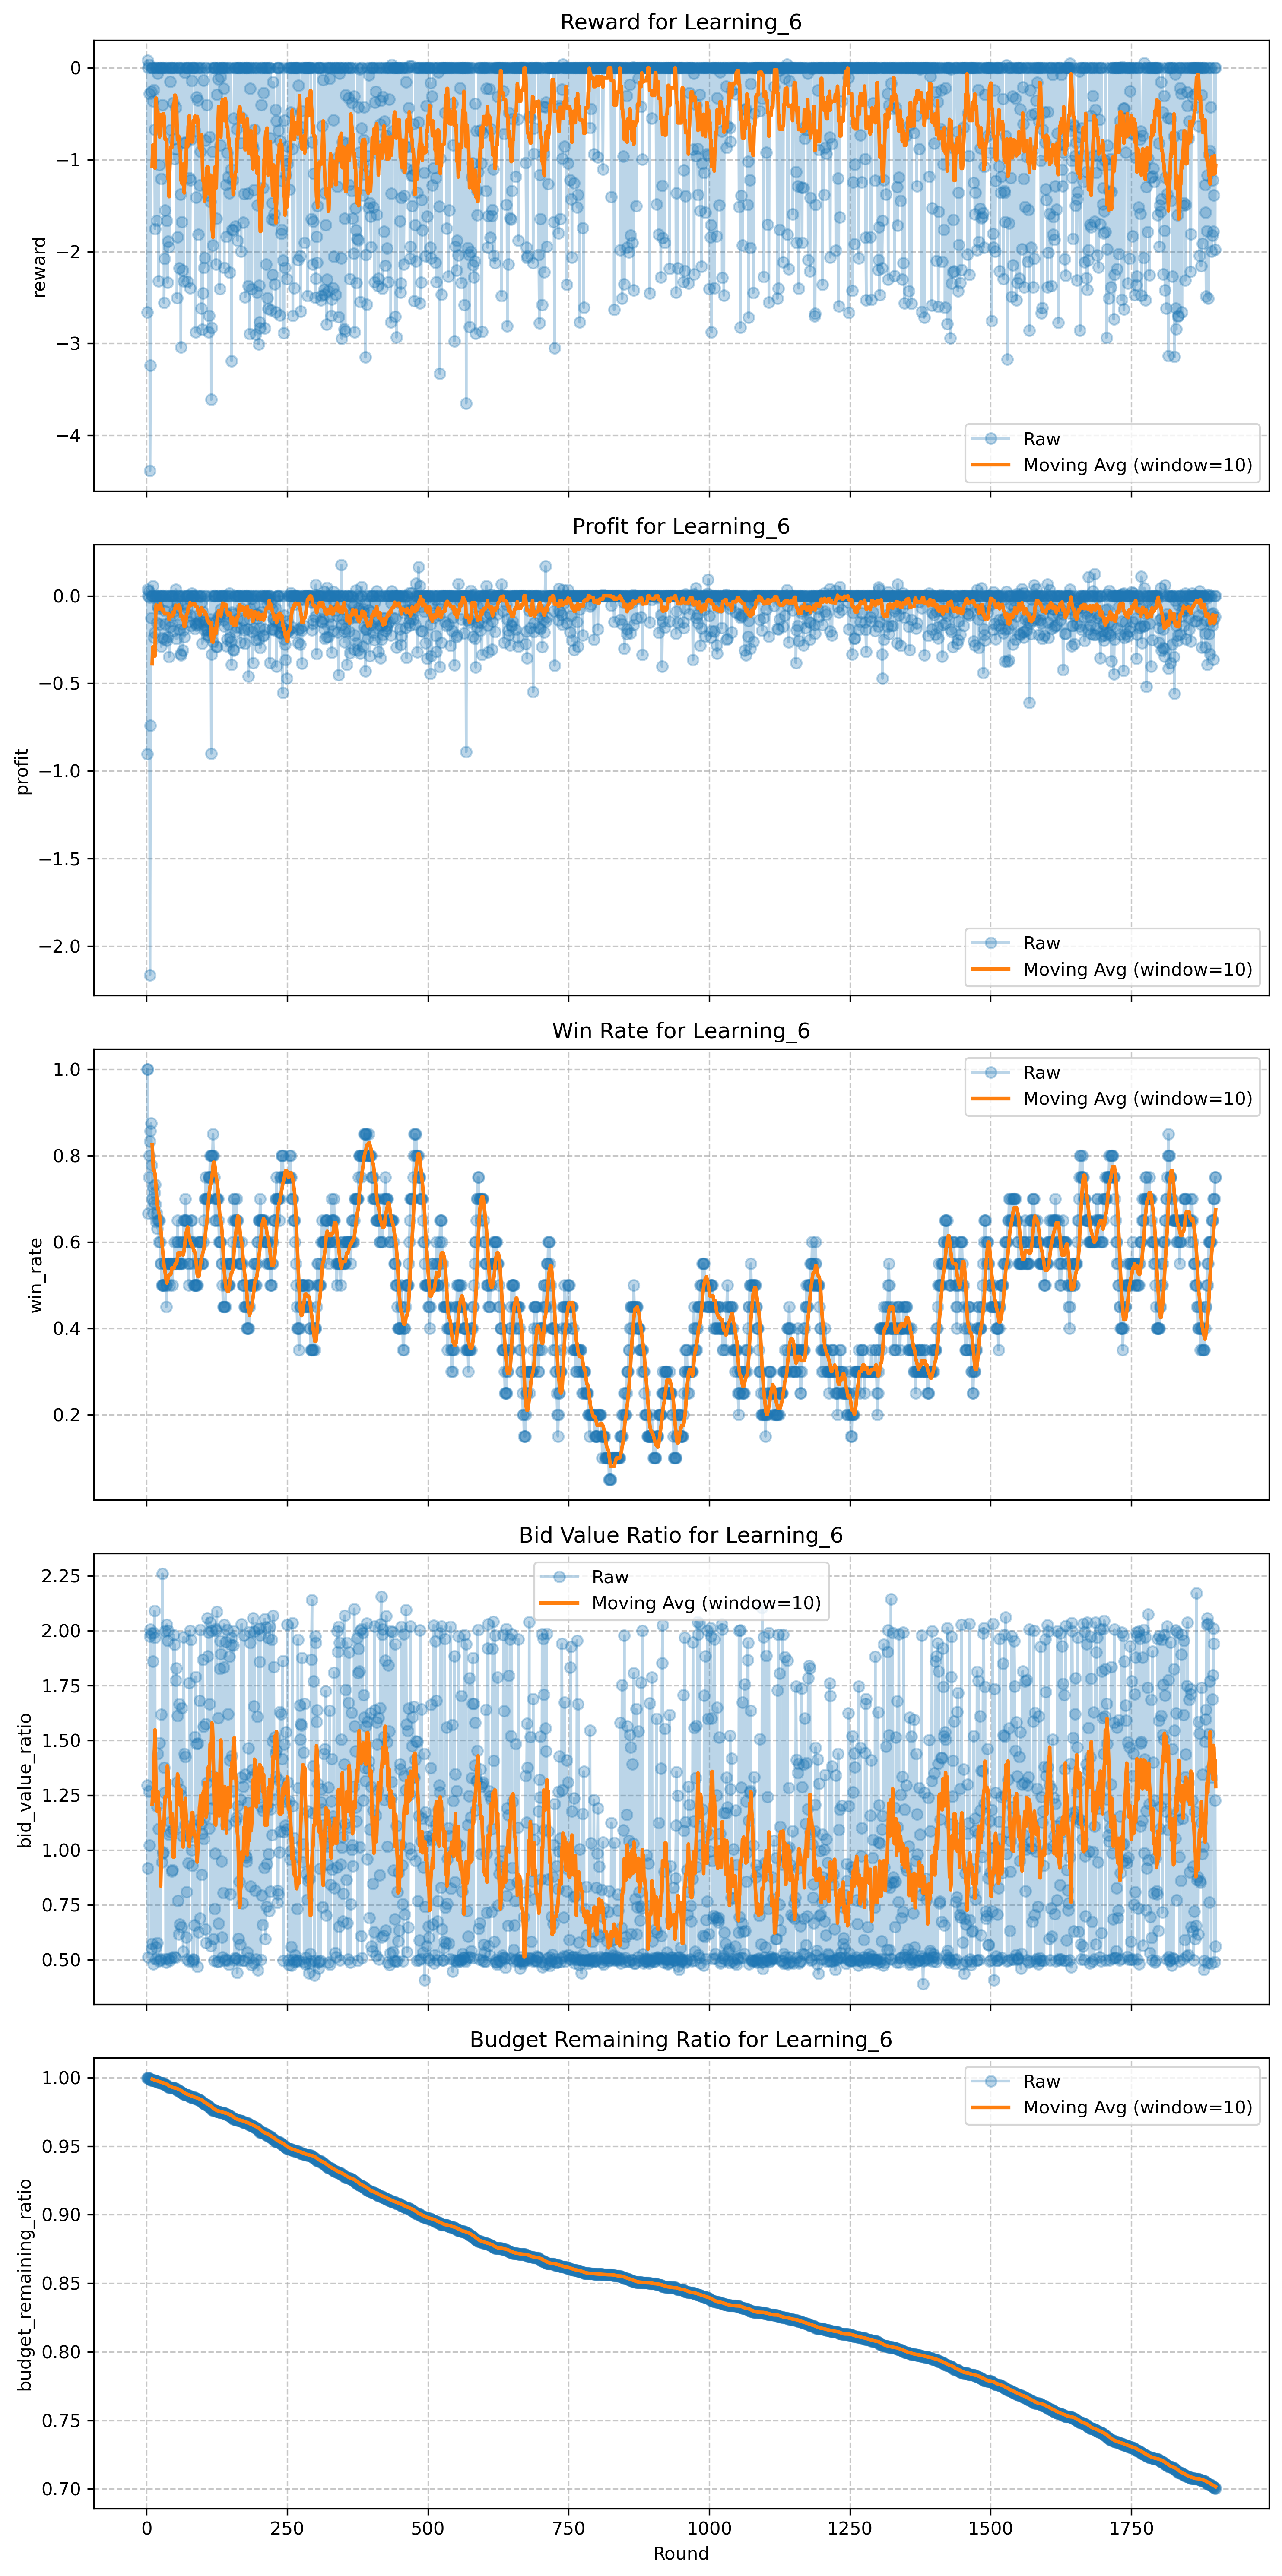 Reward for Learning_6
0
−1
−2
−3
−4
reward
Raw
Moving Avg (window=10)
Profit for Learning_6
0.0
−0.5
−1.0
−1.5
−2.0
profit
Raw
Moving Avg (window=10)
Win Rate for Learning_6
1.0
0.8
0.6
0.4
0.2
win_rate
Raw
Moving Avg (window=10)
Bid Value Ratio for Learning_6
2.25
2.00
1.75
1.50
1.25
1.00
0.75
0.50
bid_value_ratio
Raw
Moving Avg (window=10)
Budget Remaining Ratio for Learning_6
1.00
0.95
0.90
0.85
0.80
0.75
0.70
budget_remaining_ratio
Raw
Moving Avg (window=10)
0 250 500 750 1000 1250 1500 1750
Round